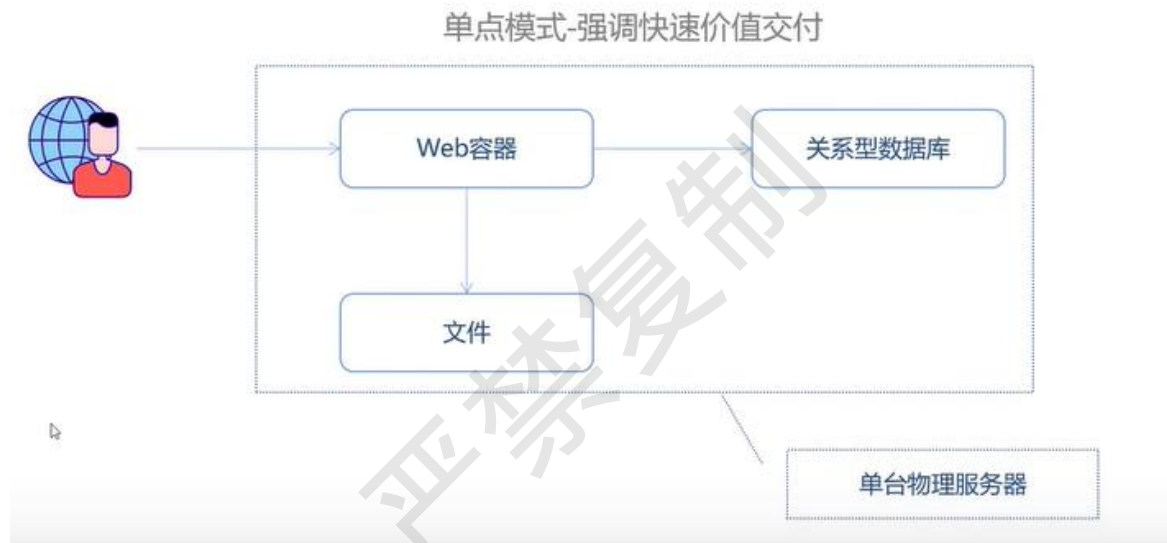 单点模式-强调快速价值交付
Web容器
关系型数据库
文件
单台物理服务器
严禁复制